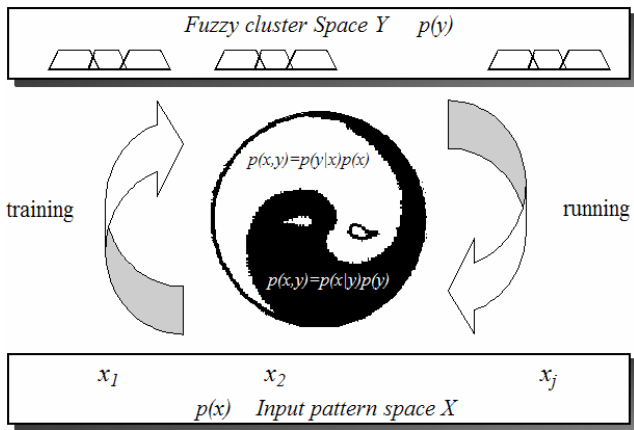 Fuzzy cluster Space Y p(y)
p(x,y)=p(y|x)p(x)
training
running
p(x,y)=p(x|y)p(y)
x1 x2 xj
p(x) Input pattern space X